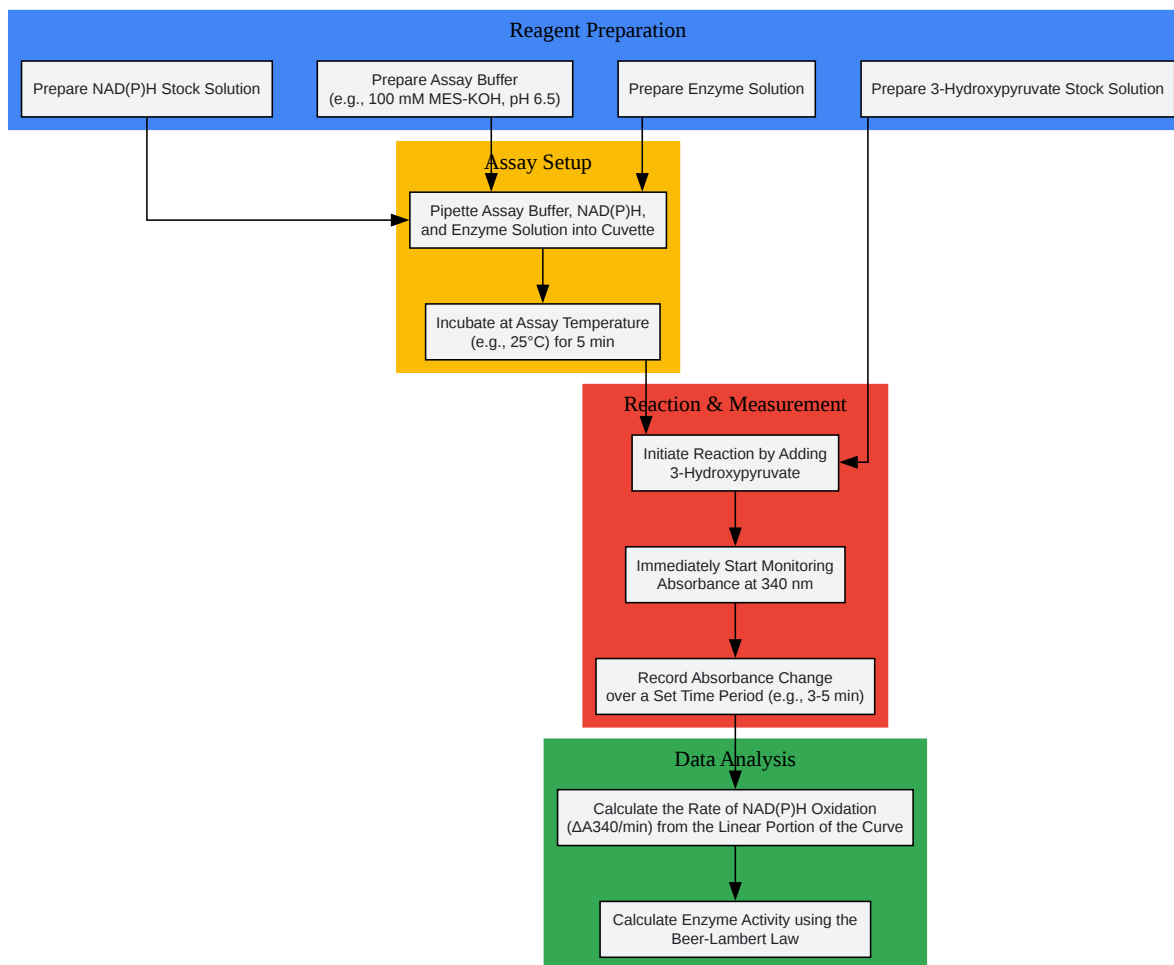 Reagent Preparation
Prepare NAD(P)H Stock Solution
Prepare Assay Buffer
(e.g., 100 mM MES-KOH, pH 6.5)
Prepare Enzyme Solution
Prepare 3-Hydroxypyruvate Stock Solution
Assay Setup
Pipette Assay Buffer, NAD(P)H,
and Enzyme Solution into Cuvette
Incubate at Assay Temperature
(e.g., 25°C) for 5 min
Reaction & Measurement
Initiate Reaction by Adding
3-Hydroxypyruvate
Immediately Start Monitoring
Absorbance at 340 nm
Record Absorbance Change
over a Set Time Period (e.g., 3-5 min)
Data Analysis
Calculate the Rate of NAD(P)H Oxidation
(ΔA340/min) from the Linear Portion of the Curve
Calculate Enzyme Activity using the
Beer-Lambert Law